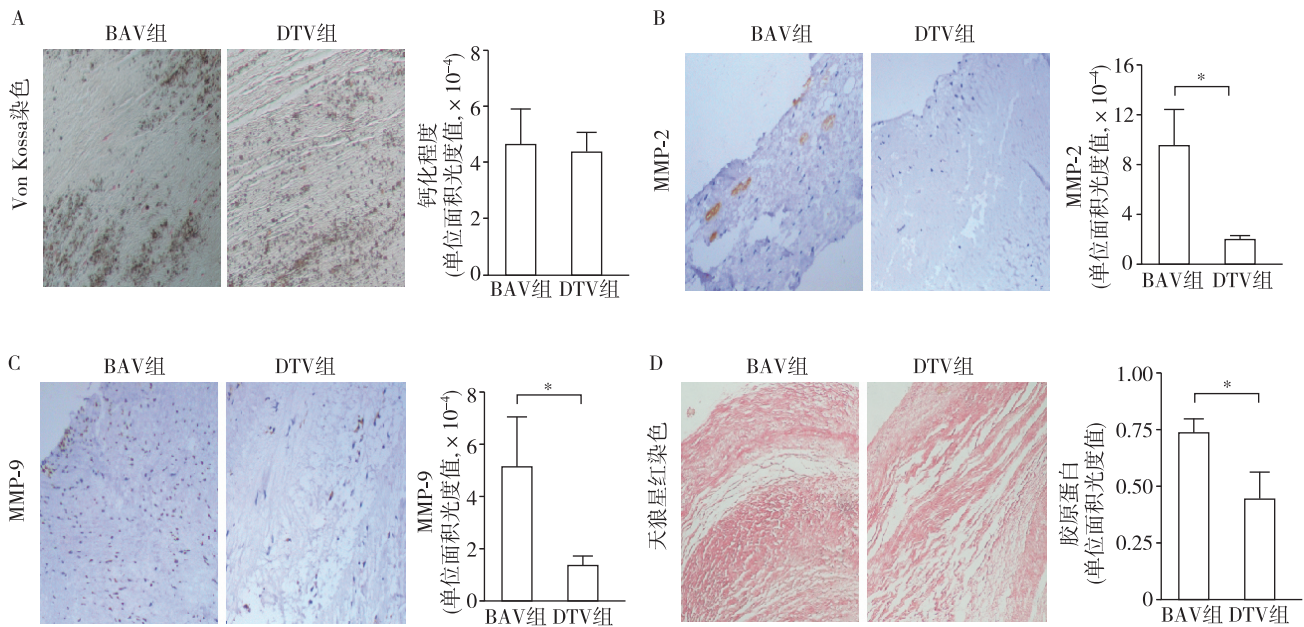 A
BAV组
DTV组
Von Kossa染色
钙化程度
(单位面积光度值, × 10⁻⁴)
8
6
4
2
0
BAV组
DTV组
B
BAV组
DTV组
MMP-2
MMP-2
(单位面积光度值, × 10⁻⁴)
16
12
8
4
0
*
BAV组
DTV组
C
BAV组
DTV组
MMP-9
MMP-9
(单位面积光度值, × 10⁻⁴)
8
6
4
2
0
*
BAV组
DTV组
D
BAV组
DTV组
天狼星红染色
胶原蛋白
(单位面积光度值)
1.00
0.75
0.50
0.25
0
*
BAV组
DTV组